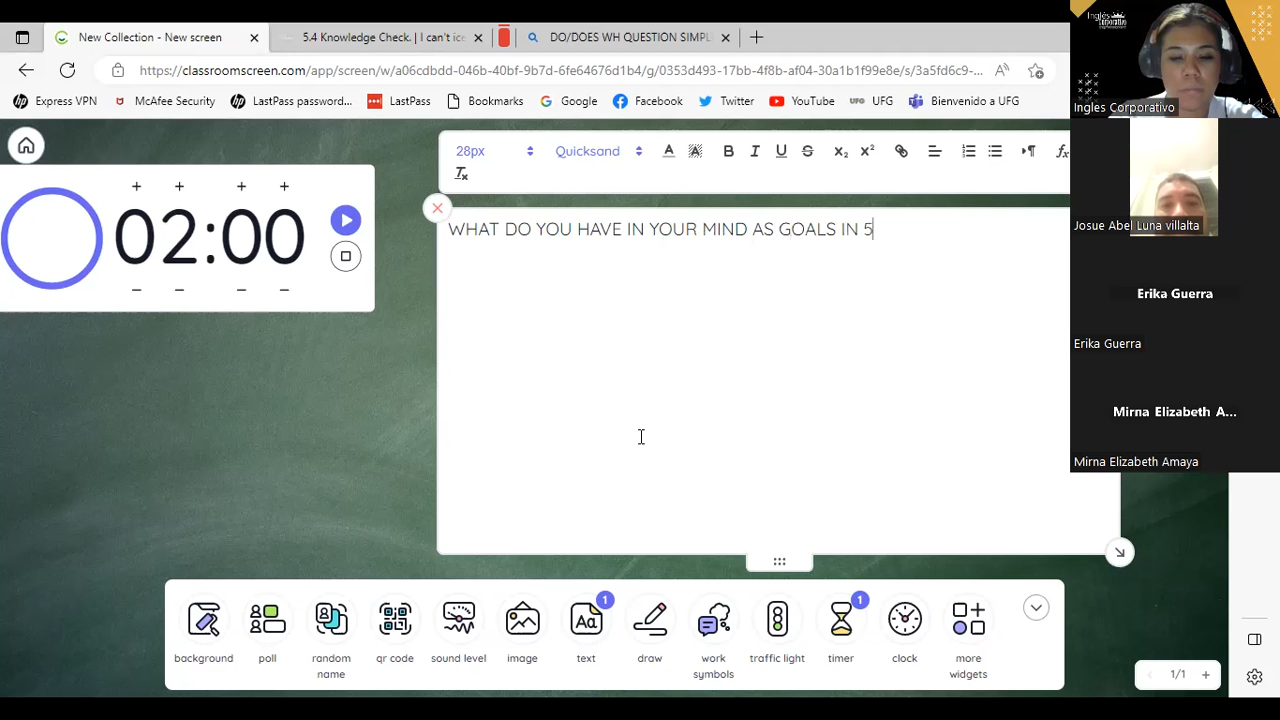 New Collection - New screen
5.4 Knowledge Check. | I can't ice
DO/DOES WH QUESTION SIMPL
https://classroomscreen.com/app/screen/w/a06cdbdd-046b-40bf-9b7d-6fe64676d1b4/g/0353d493-17bb-4f8b-af04-30a1b1f99e8e/s/3a5fd6c9-...
Express VPN
McAfee Security
LastPass password...
LastPass
Bookmarks
Google
Facebook
Twitter
YouTube
UFG
UFG
Bienvenido a UFG
28px
Quicksand
02:00
WHAT DO YOU HAVE IN YOUR MIND AS GOALS IN 5
Inglés
Corporativo
Ingles Corporativo
Josue Abel Luna villalta
Erika Guerra
Erika Guerra
Mirna Elizabeth A...
Mirna Elizabeth Amaya
background
poll
random name
qr code
sound level
image
1
text
draw
work symbols
traffic light
1
timer
clock
more widgets
1/1